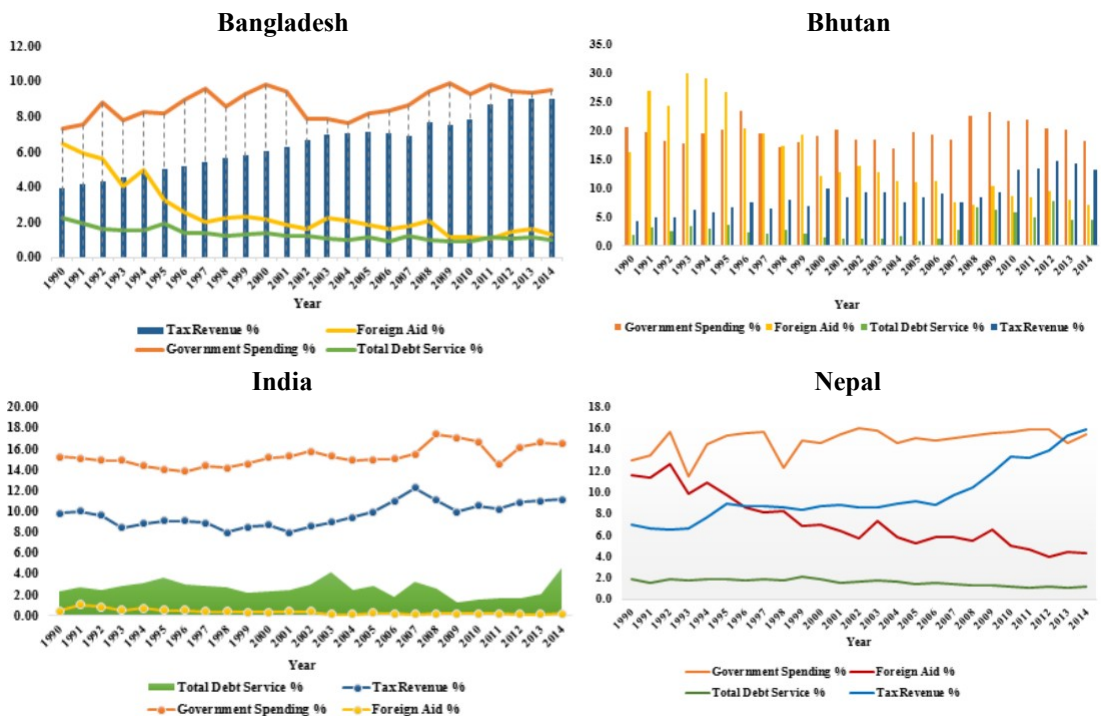 Bangladesh
12.00
10.00
8.00
6.00
4.00
2.00
0.00
1990 1991 1992 1993 1994 1995 1996 1997 1998 1999 2000 2001 2002 2003 2004 2005 2006 2007 2008 2009 2010 2011 2012 2013 2014
Year
Tax Revenue % Foreign Aid %
Government Spending % Total Debt Service %
Bhutan
35.0
30.0
25.0
20.0
15.0
10.0
5.0
0.0
1990 1991 1992 1993 1994 1995 1996 1997 1998 1999 2000 2001 2002 2003 2004 2005 2006 2007 2008 2009 2010 2011 2012 2013 2014
Year
Government Spending % Foreign Aid % Total Debt Service % Tax Revenue %
India
20.00
18.00
16.00
14.00
12.00
10.00
8.00
6.00
4.00
2.00
0.00
1990 1991 1992 1993 1994 1995 1996 1997 1998 1999 2000 2001 2002 2003 2004 2005 2006 2007 2008 2009 2010 2011 2012 2013 2014
Year
Total Debt Service % Tax Revenue %
Government Spending % Foreign Aid %
Nepal
18.0
16.0
14.0
12.0
10.0
8.0
6.0
4.0
2.0
0.0
1990 1991 1992 1993 1994 1995 1996 1997 1998 1999 2000 2001 2002 2003 2004 2005 2006 2007 2008 2009 2010 2011 2012 2013 2014
Year
Government Spending % Foreign Aid %
Total Debt Service % Tax Revenue %